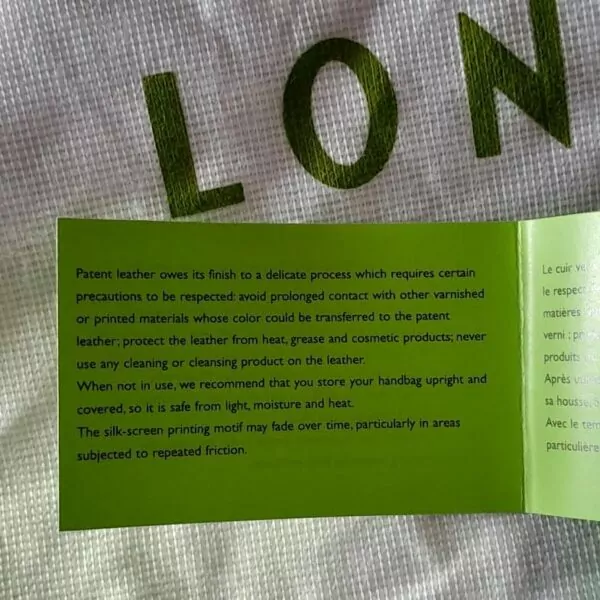 LON
Patent leather owes its finish to a delicate process which requires certain
precautions to be respected: avoid prolonged contact with other varnished
or printed materials whose color could be transferred to the patent
leather; protect the leather from heat, grease and cosmetic products; never
use any cleaning or cleansing product on the leather.
When not in use, we recommend that you store your handbag upright and
covered, so it is safe from light, moisture and heat.
The silk-screen printing motif may fade over time, particularly in areas
subjected to repeated friction.
Le cuir
le respect
matières
verni ;
produits
Après
sa housse,
Avec le
particulière